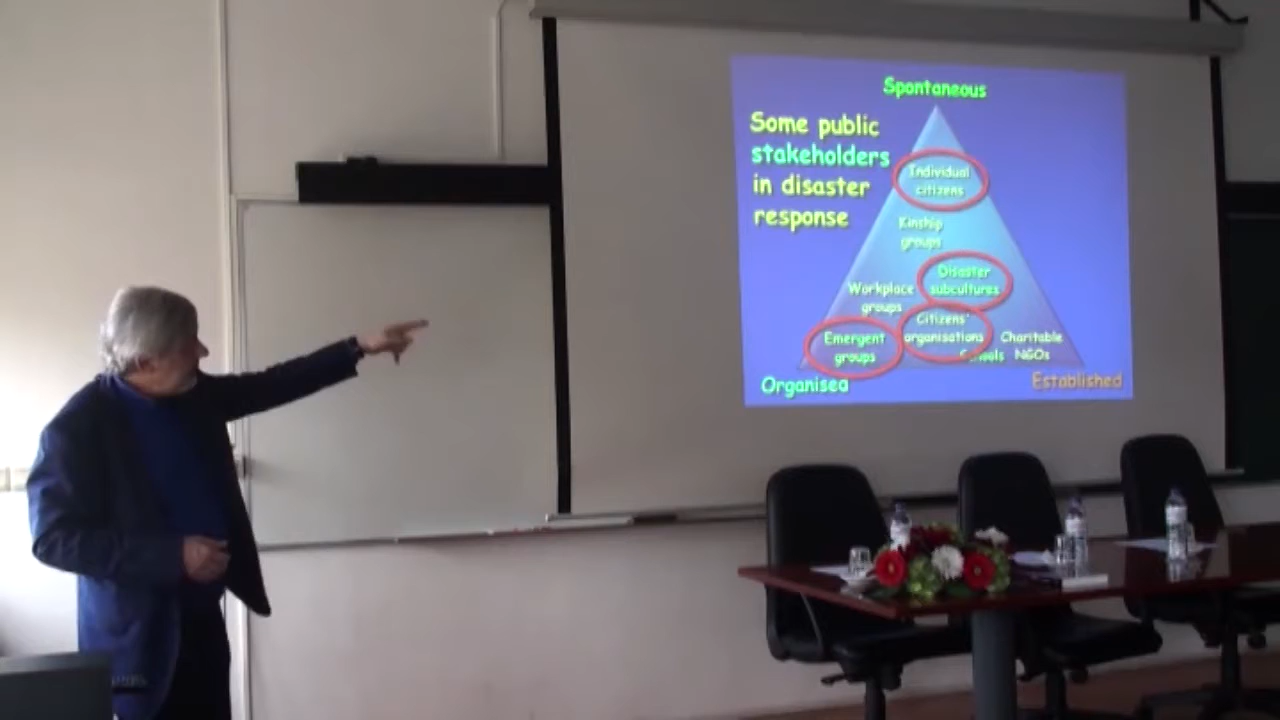 Spontaneous
Some public
stakeholders
in disaster
response
Individual
citizens
Kinship
groups
Disaster
subcultures
Workplace
groups
Citizens'
organisations
Emergent
groups
Charitable
Schools NGOs
Organised
Established